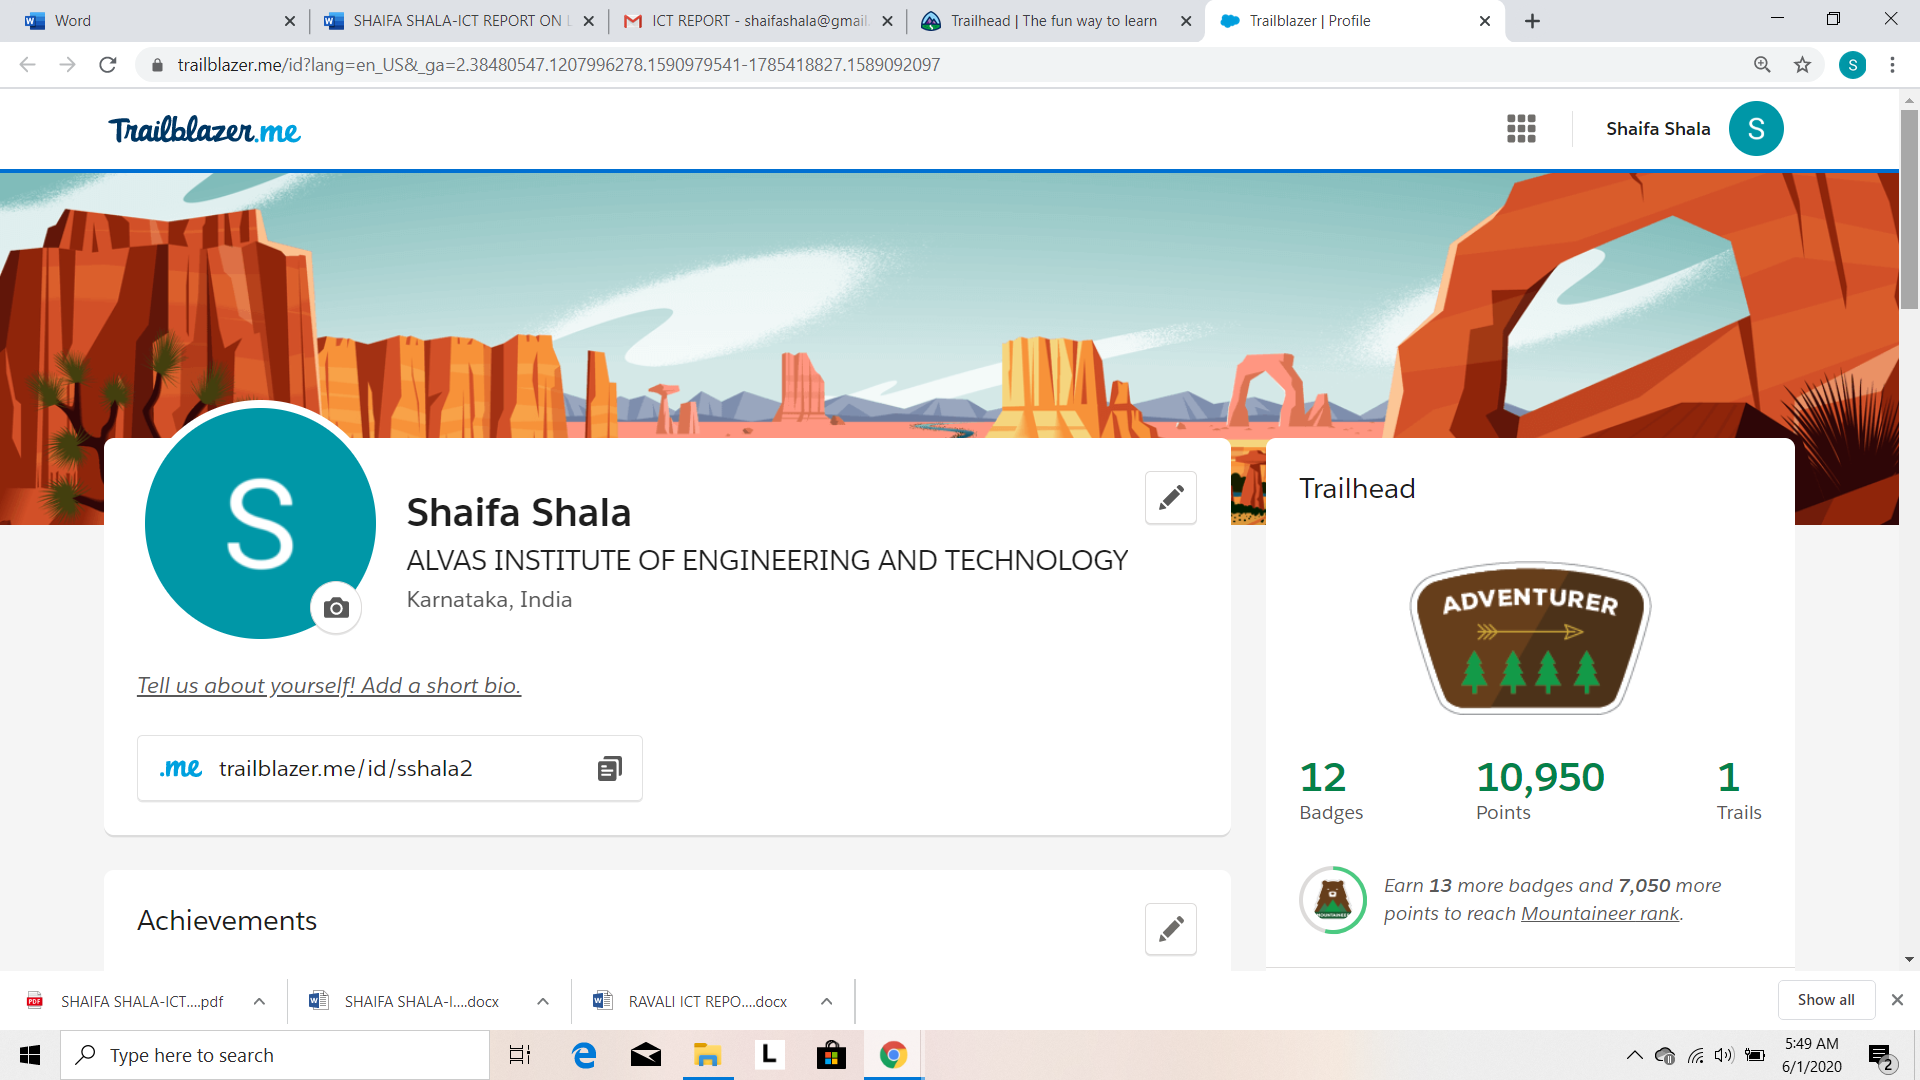 Word
SHAIFA SHALA-ICT REPORT ON L
ICT REPORT - shaifashala@gmail.
Trailhead | The fun way to learn
Trailblazer | Profile
trailblazer.me/id?lang=en_US&_ga=2.38480547.1207996278.1590979541-1785418827.1589092097
S
Trailblazer.me
Shaifa Shala
S
S
Shaifa Shala
ALVAS INSTITUTE OF ENGINEERING AND TECHNOLOGY
Karnataka, India
Tell us about yourself! Add a short bio.
.me trailblazer.me/id/sshala2
Achievements
Trailhead
ADVENTURER
12 10,950 1
Badges Points Trails
MOUNTAINEER
Earn 13 more badges and 7,050 more
points to reach Mountaineer rank.
PDF SHAIFA SHALA-ICT....pdf
SHAIFA SHALA-I....docx
RAVALI ICT REPO....docx
Show all
Type here to search
L
5:49 AM
6/1/2020
2